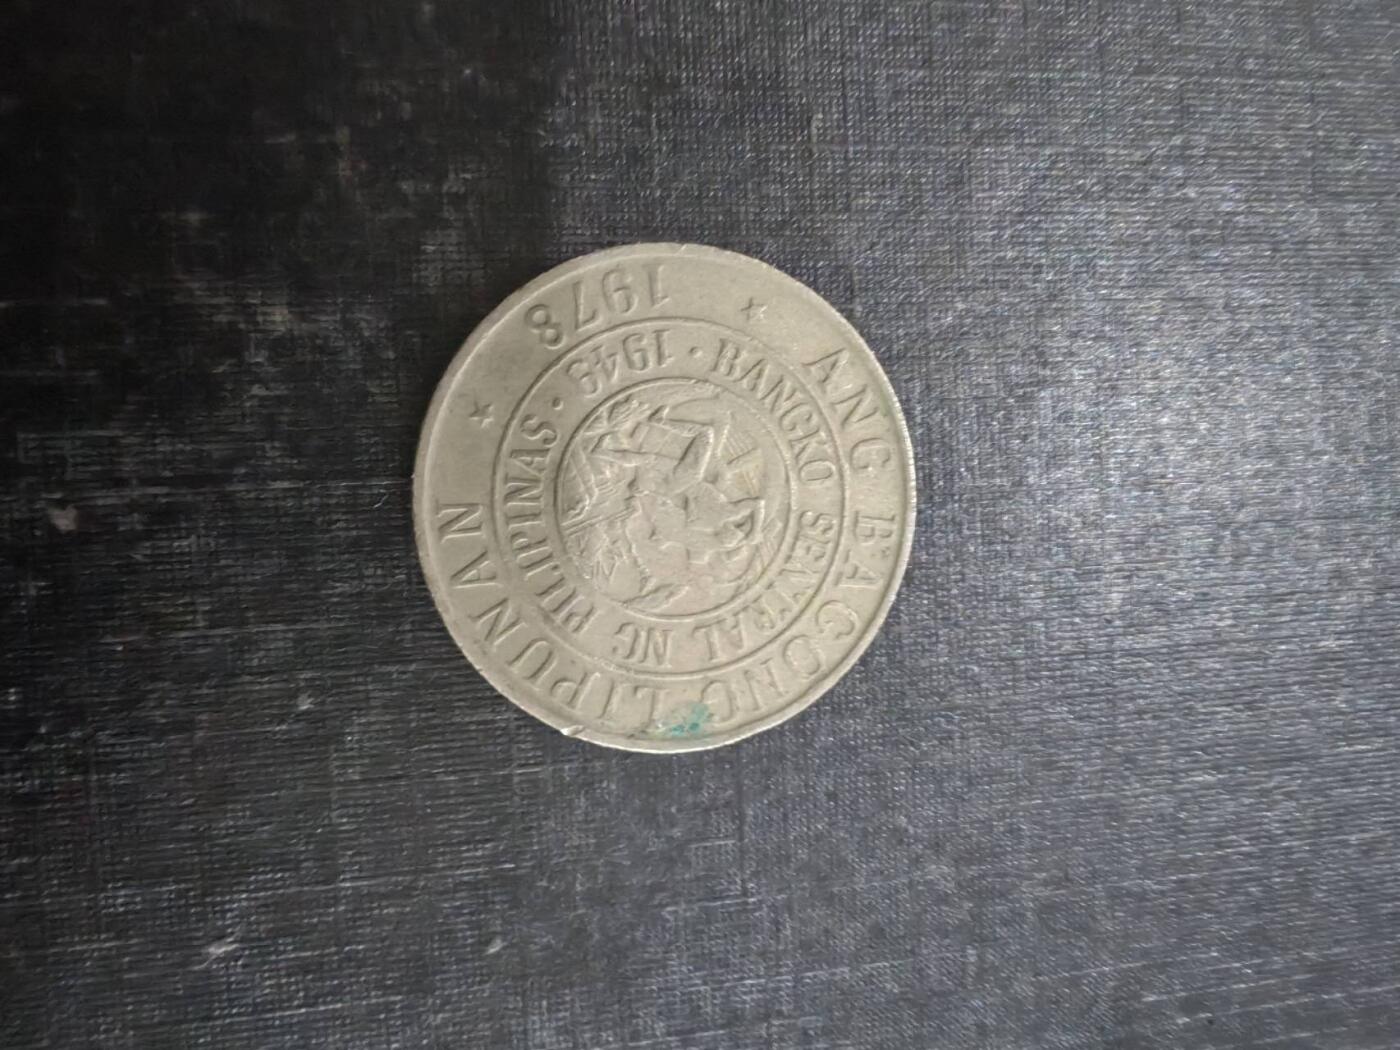 ANG BAGONG LIPUNAN
1978
BANGKO SENTRAL NG PILIPINAS · 1949 ·